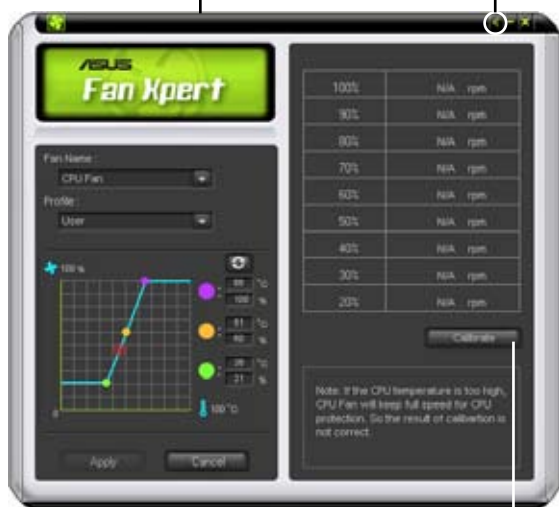 ASUS
Fan Xpert
Fan Name :
CPU Fan
Profile :
User
100 %
°C
100 %
°C
%
°C
%
0
100 °C
Apply
Cancel
100% N/A rpm
90% N/A rpm
80% N/A rpm
70% N/A rpm
60% N/A rpm
50% N/A rpm
40% N/A rpm
30% N/A rpm
20% N/A rpm
Calibrate
Note: If the CPU temperature is too high,
CPU Fan will keep full speed for CPU
protection. So the result of calibartion is
not correct.